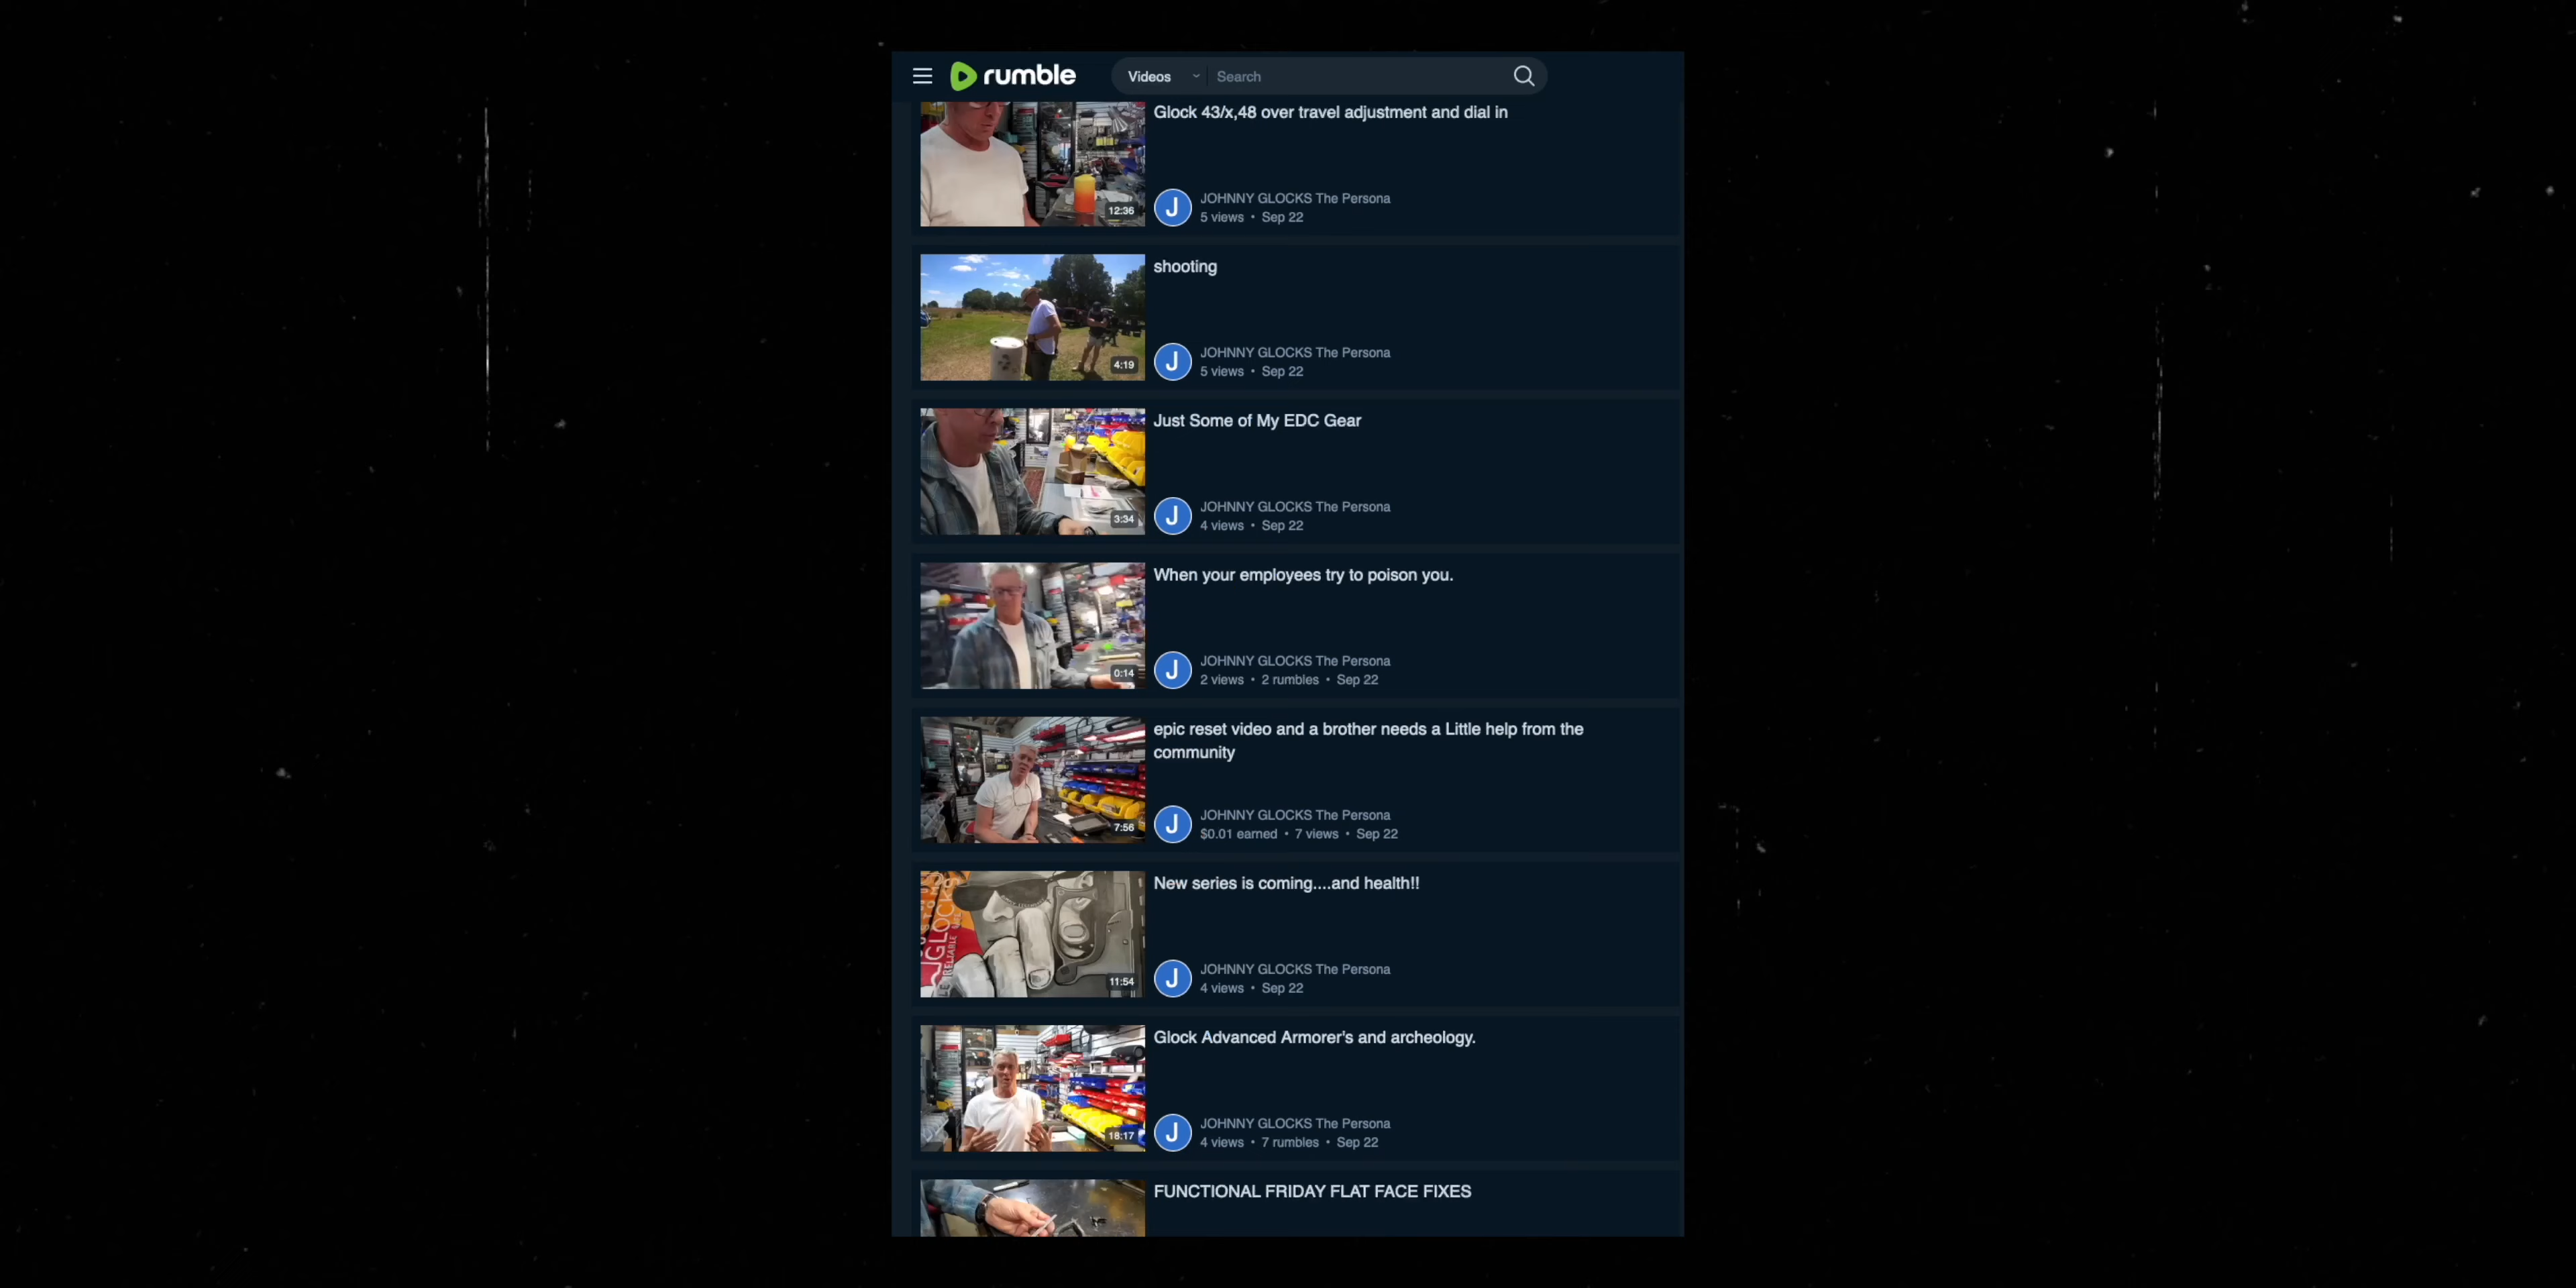 rumble
Videos
Search
Glock 43/x,48 over travel adjustment and dial in
12:36
J
JOHNNY GLOCKS The Persona
5 views • Sep 22
shooting
4:19
J
JOHNNY GLOCKS The Persona
5 views • Sep 22
Just Some of My EDC Gear
3:34
J
JOHNNY GLOCKS The Persona
4 views • Sep 22
When your employees try to poison you.
0:14
J
JOHNNY GLOCKS The Persona
2 views • 2 rumbles • Sep 22
epic reset video and a brother needs a Little help from the
community
7:56
J
JOHNNY GLOCKS The Persona
$0.01 earned • 7 views • Sep 22
New series is coming....and health!!
GLOCKS
RELIABLE
11:54
J
JOHNNY GLOCKS The Persona
4 views • Sep 22
Glock Advanced Armorer's and archeology.
18:17
J
JOHNNY GLOCKS The Persona
4 views • 7 rumbles • Sep 22
FUNCTIONAL FRIDAY FLAT FACE FIXES